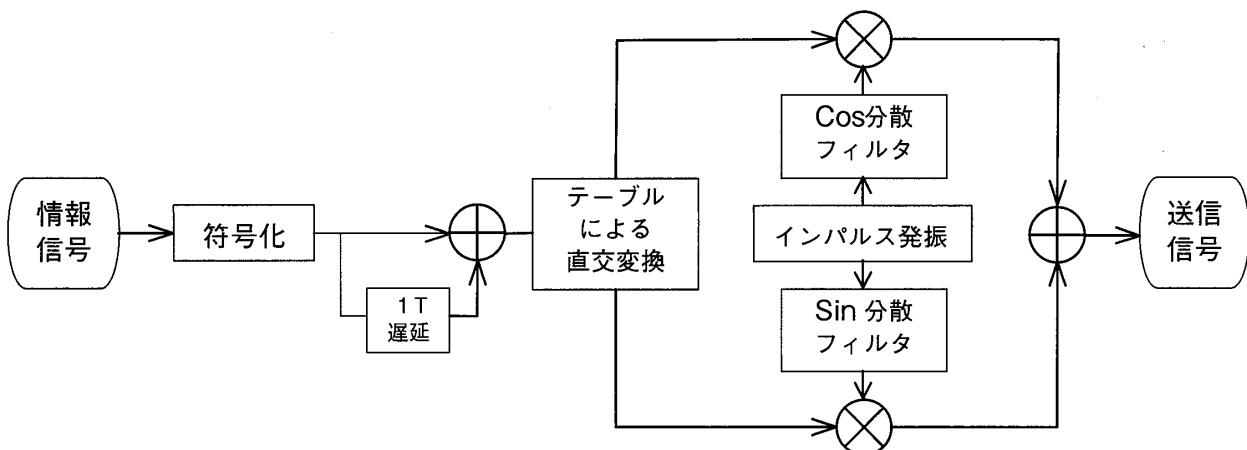 情報
信号
符号化
1T
遅延
テーブル
による
直交変換
Cos分散
フィルタ
インパルス発振
Sin 分散
フィルタ
送信
信号